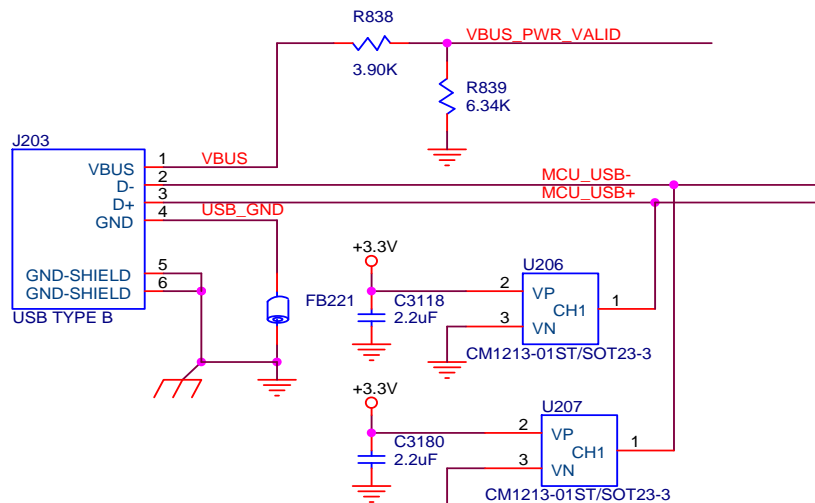 R838
3.90K
VBUS_PWR_VALID
R839
6.34K
J203
VBUS 1 VBUS
D- 2 MCU_USB-
D+ 3 MCU_USB+
GND 4 USB_GND
GND-SHIELD 5
GND-SHIELD 6
USB TYPE B
FB221
+3.3V
C3118
2.2uF
U206
2 VP
CH1 1
3 VN
CM1213-01ST/SOT23-3
+3.3V
C3180
2.2uF
U207
2 VP
CH1 1
3 VN
CM1213-01ST/SOT23-3